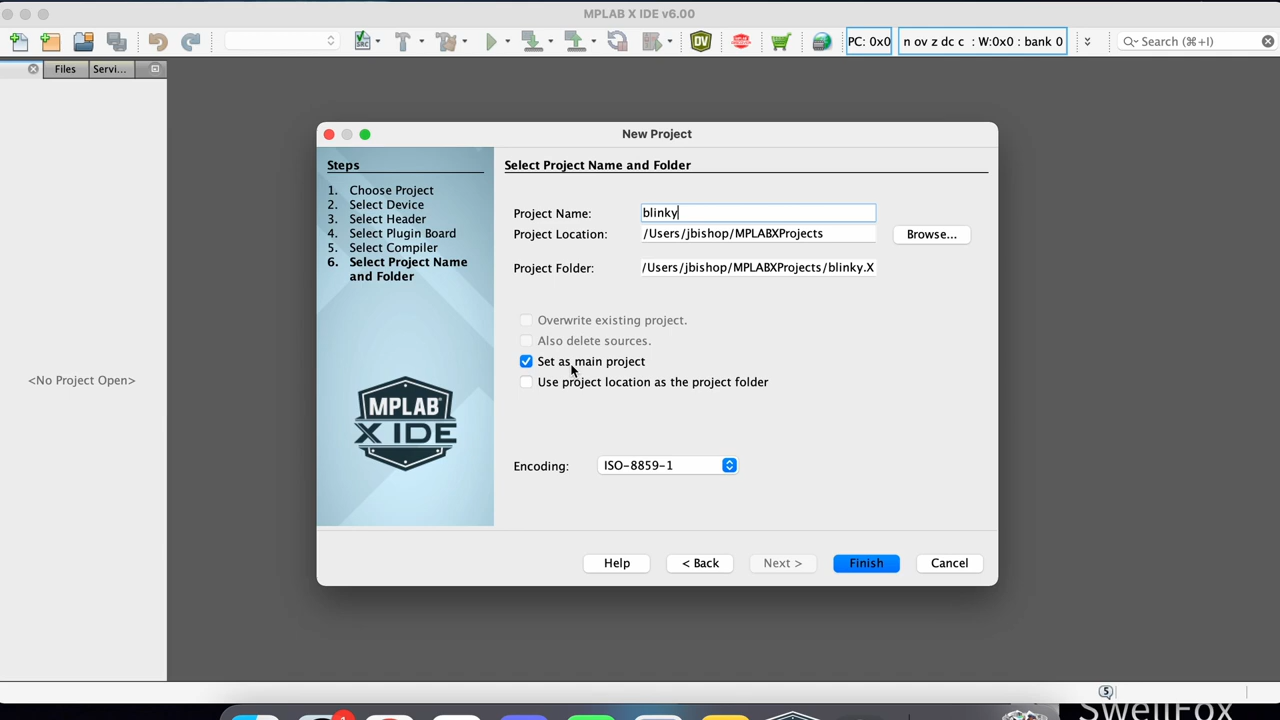 MPLAB X IDE v6.00
PC: 0x0
n ov z dc c : W:0x0 : bank 0
Search (⌘+I)
Files
Servi...
New Project
Steps
1. Choose Project
2. Select Device
3. Select Header
4. Select Plugin Board
5. Select Compiler
6. Select Project Name
and Folder
Select Project Name and Folder
Project Name: blinky
Project Location: /Users/jbishop/MPLABXProjects Browse...
Project Folder: /Users/jbishop/MPLABXProjects/blinky.X
Overwrite existing project.
Also delete sources.
Set as main project
Use project location as the project folder
<No Project Open>
MPLAB
X IDE
Encoding: ISO-8859-1
Help < Back Next > Finish Cancel
5
SwellFox
1